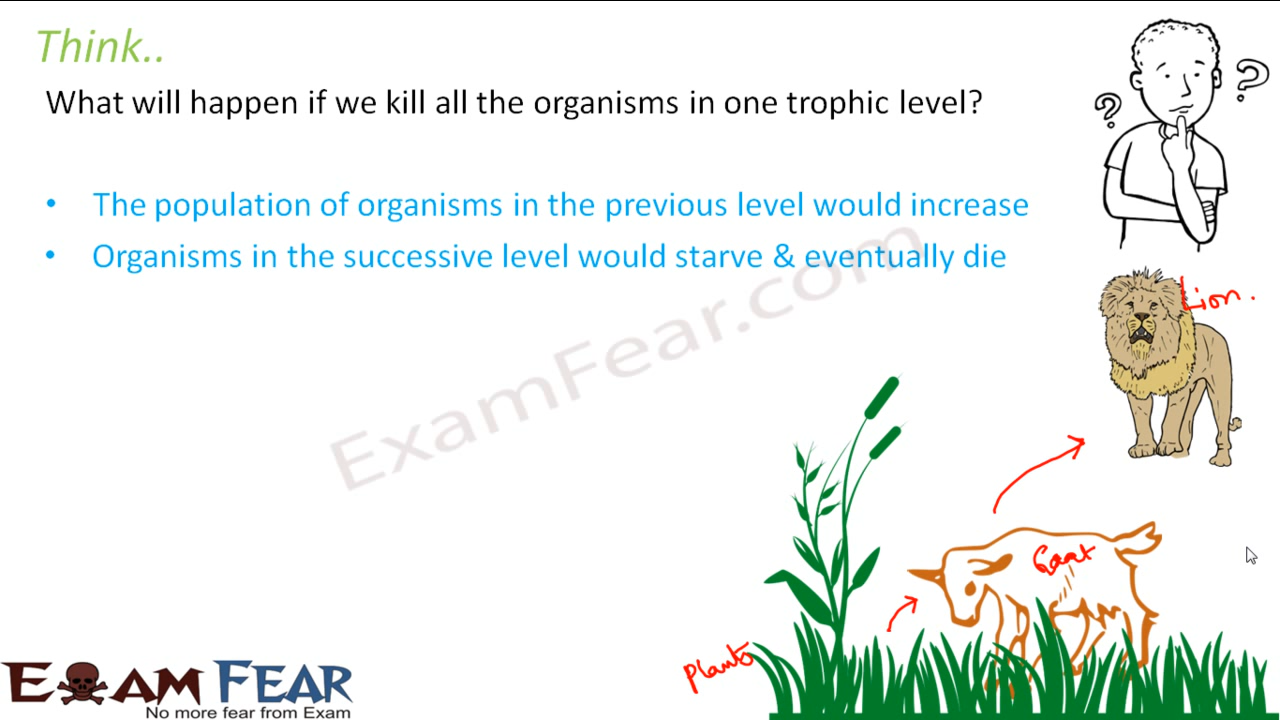 Think..
What will happen if we kill all the organisms in one trophic level?
• The population of organisms in the previous level would increase
• Organisms in the successive level would starve & eventually die
ExamFear.com
Lion.
Goat
Plants
EXAM FEAR
No more fear from Exam